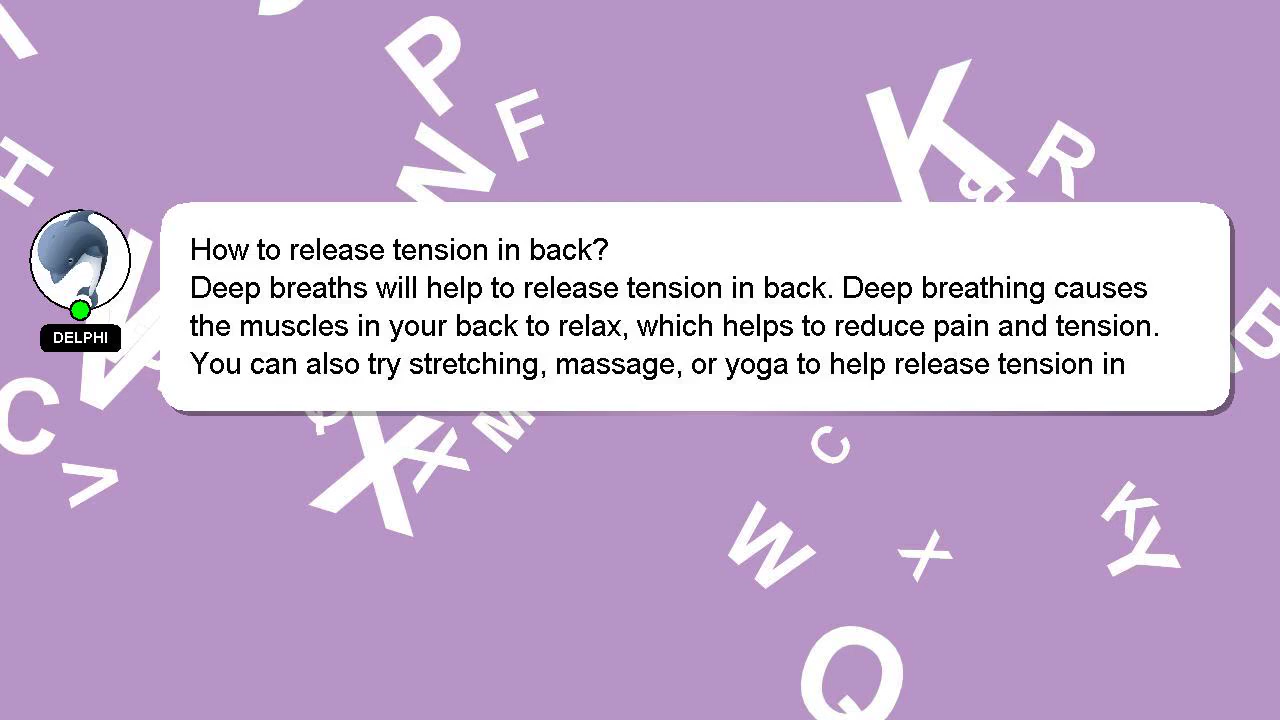 How to release tension in back?
Deep breaths will help to release tension in back. Deep breathing causes
the muscles in your back to relax, which helps to reduce pain and tension.
You can also try stretching, massage, or yoga to help release tension in
DELPHI
P
F
N
K
R
H
B
C
V
X
X
M
C
W
X
K
Y
Q